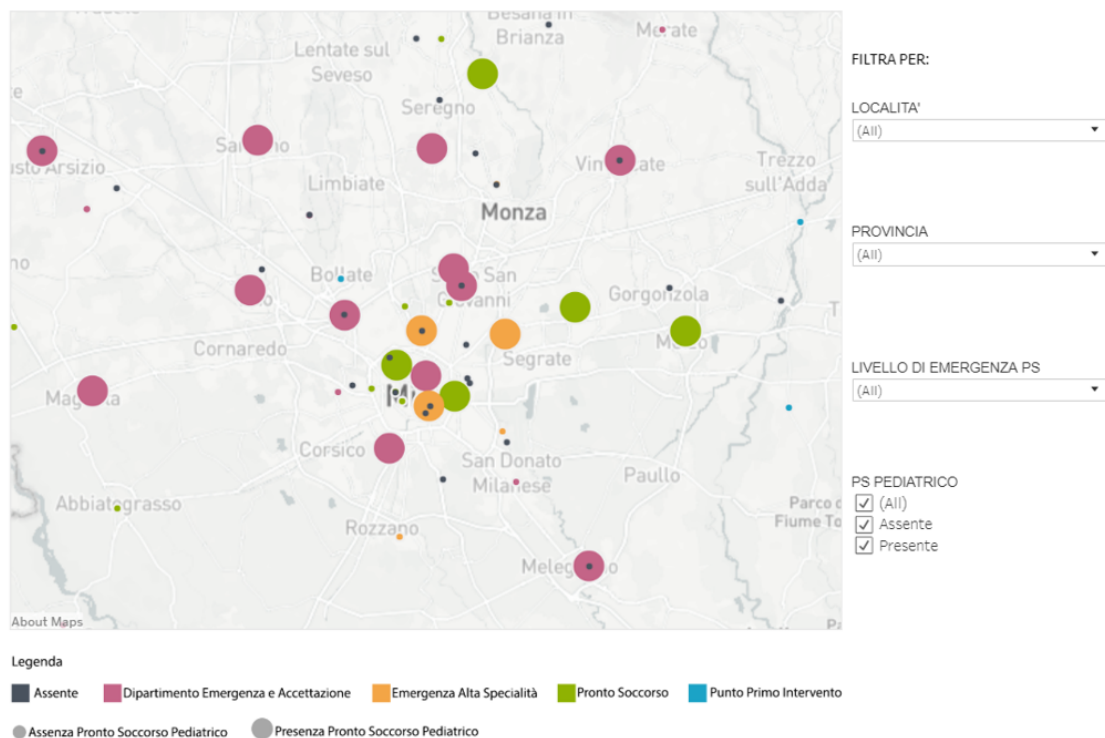 Besana in
Brianza
Merate
Lentate sul
Seveso
Seregno
Trezzo
sull'Adda
Limbiate
Monza
Bollate
Gorgonzola
Cornaredo
Segrate
Corsico
San Donato
Milanese
Paullo
Abbiategrasso
Rozzano
Parco
Fiume To
About Maps
FILTRA PER:
LOCALITA'
(All)
PROVINCIA
(All)
LIVELLO DI EMERGENZA PS
(All)
PS PEDIATRICO
(All)
Assente
Presente
Legenda
Assente
Dipartimento Emergenza e Accettazione
Emergenza Alta Specialità
Pronto Soccorso
Punto Primo Intervento
Assenza Pronto Soccorso Pediatrico
Presenza Pronto Soccorso Pediatrico